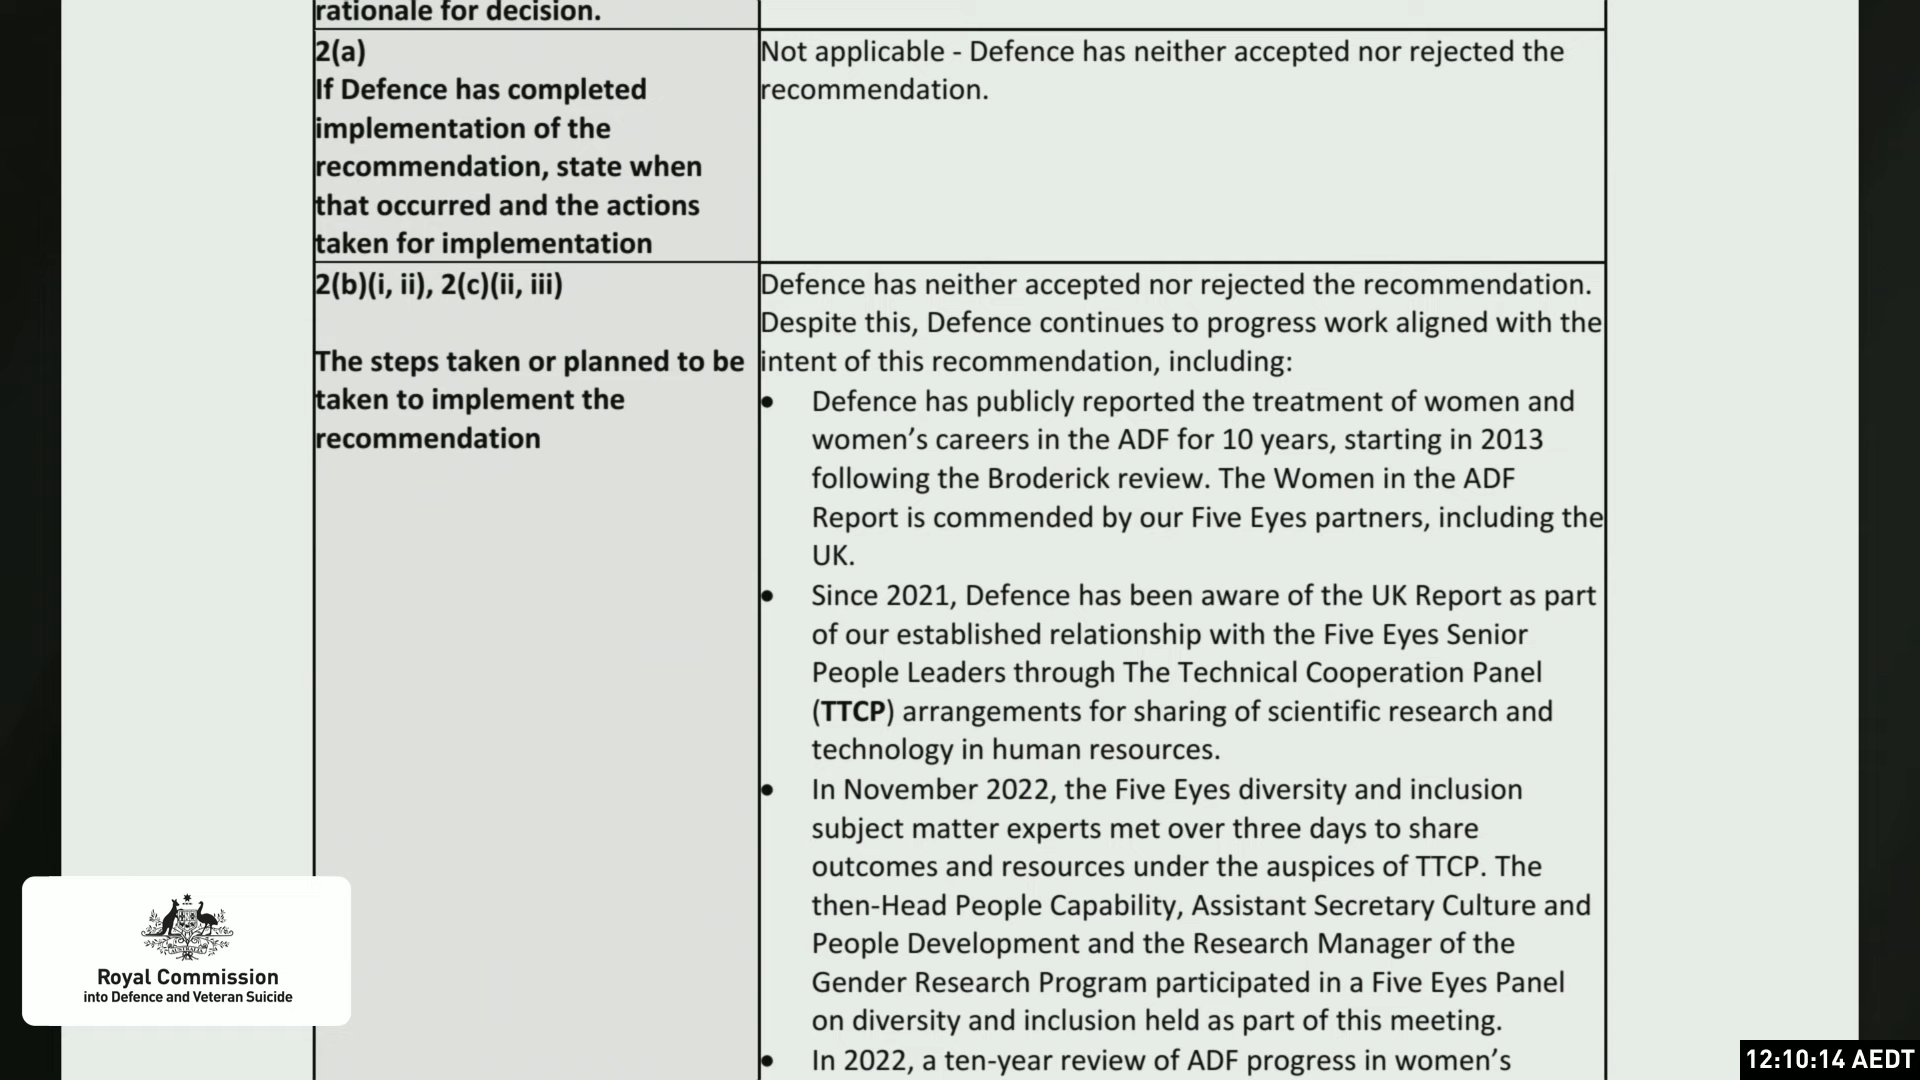 rationale for decision.
2(a)
If Defence has completed
implementation of the
recommendation, state when
that occurred and the actions
taken for implementation
Not applicable - Defence has neither accepted nor rejected the
recommendation.
2(b)(i, ii), 2(c)(ii, iii)
The steps taken or planned to be
taken to implement the
recommendation
Defence has neither accepted nor rejected the recommendation.
Despite this, Defence continues to progress work aligned with the
intent of this recommendation, including:
• Defence has publicly reported the treatment of women and
women’s careers in the ADF for 10 years, starting in 2013
following the Broderick review. The Women in the ADF
Report is commended by our Five Eyes partners, including the
UK.
• Since 2021, Defence has been aware of the UK Report as part
of our established relationship with the Five Eyes Senior
People Leaders through The Technical Cooperation Panel
(TTCP) arrangements for sharing of scientific research and
technology in human resources.
• In November 2022, the Five Eyes diversity and inclusion
subject matter experts met over three days to share
outcomes and resources under the auspices of TTCP. The
then-Head People Capability, Assistant Secretary Culture and
People Development and the Research Manager of the
Gender Research Program participated in a Five Eyes Panel
on diversity and inclusion held as part of this meeting.
• In 2022, a ten-year review of ADF progress in women’s
Royal Commission
into Defence and Veteran Suicide
12:10:14 AEDT